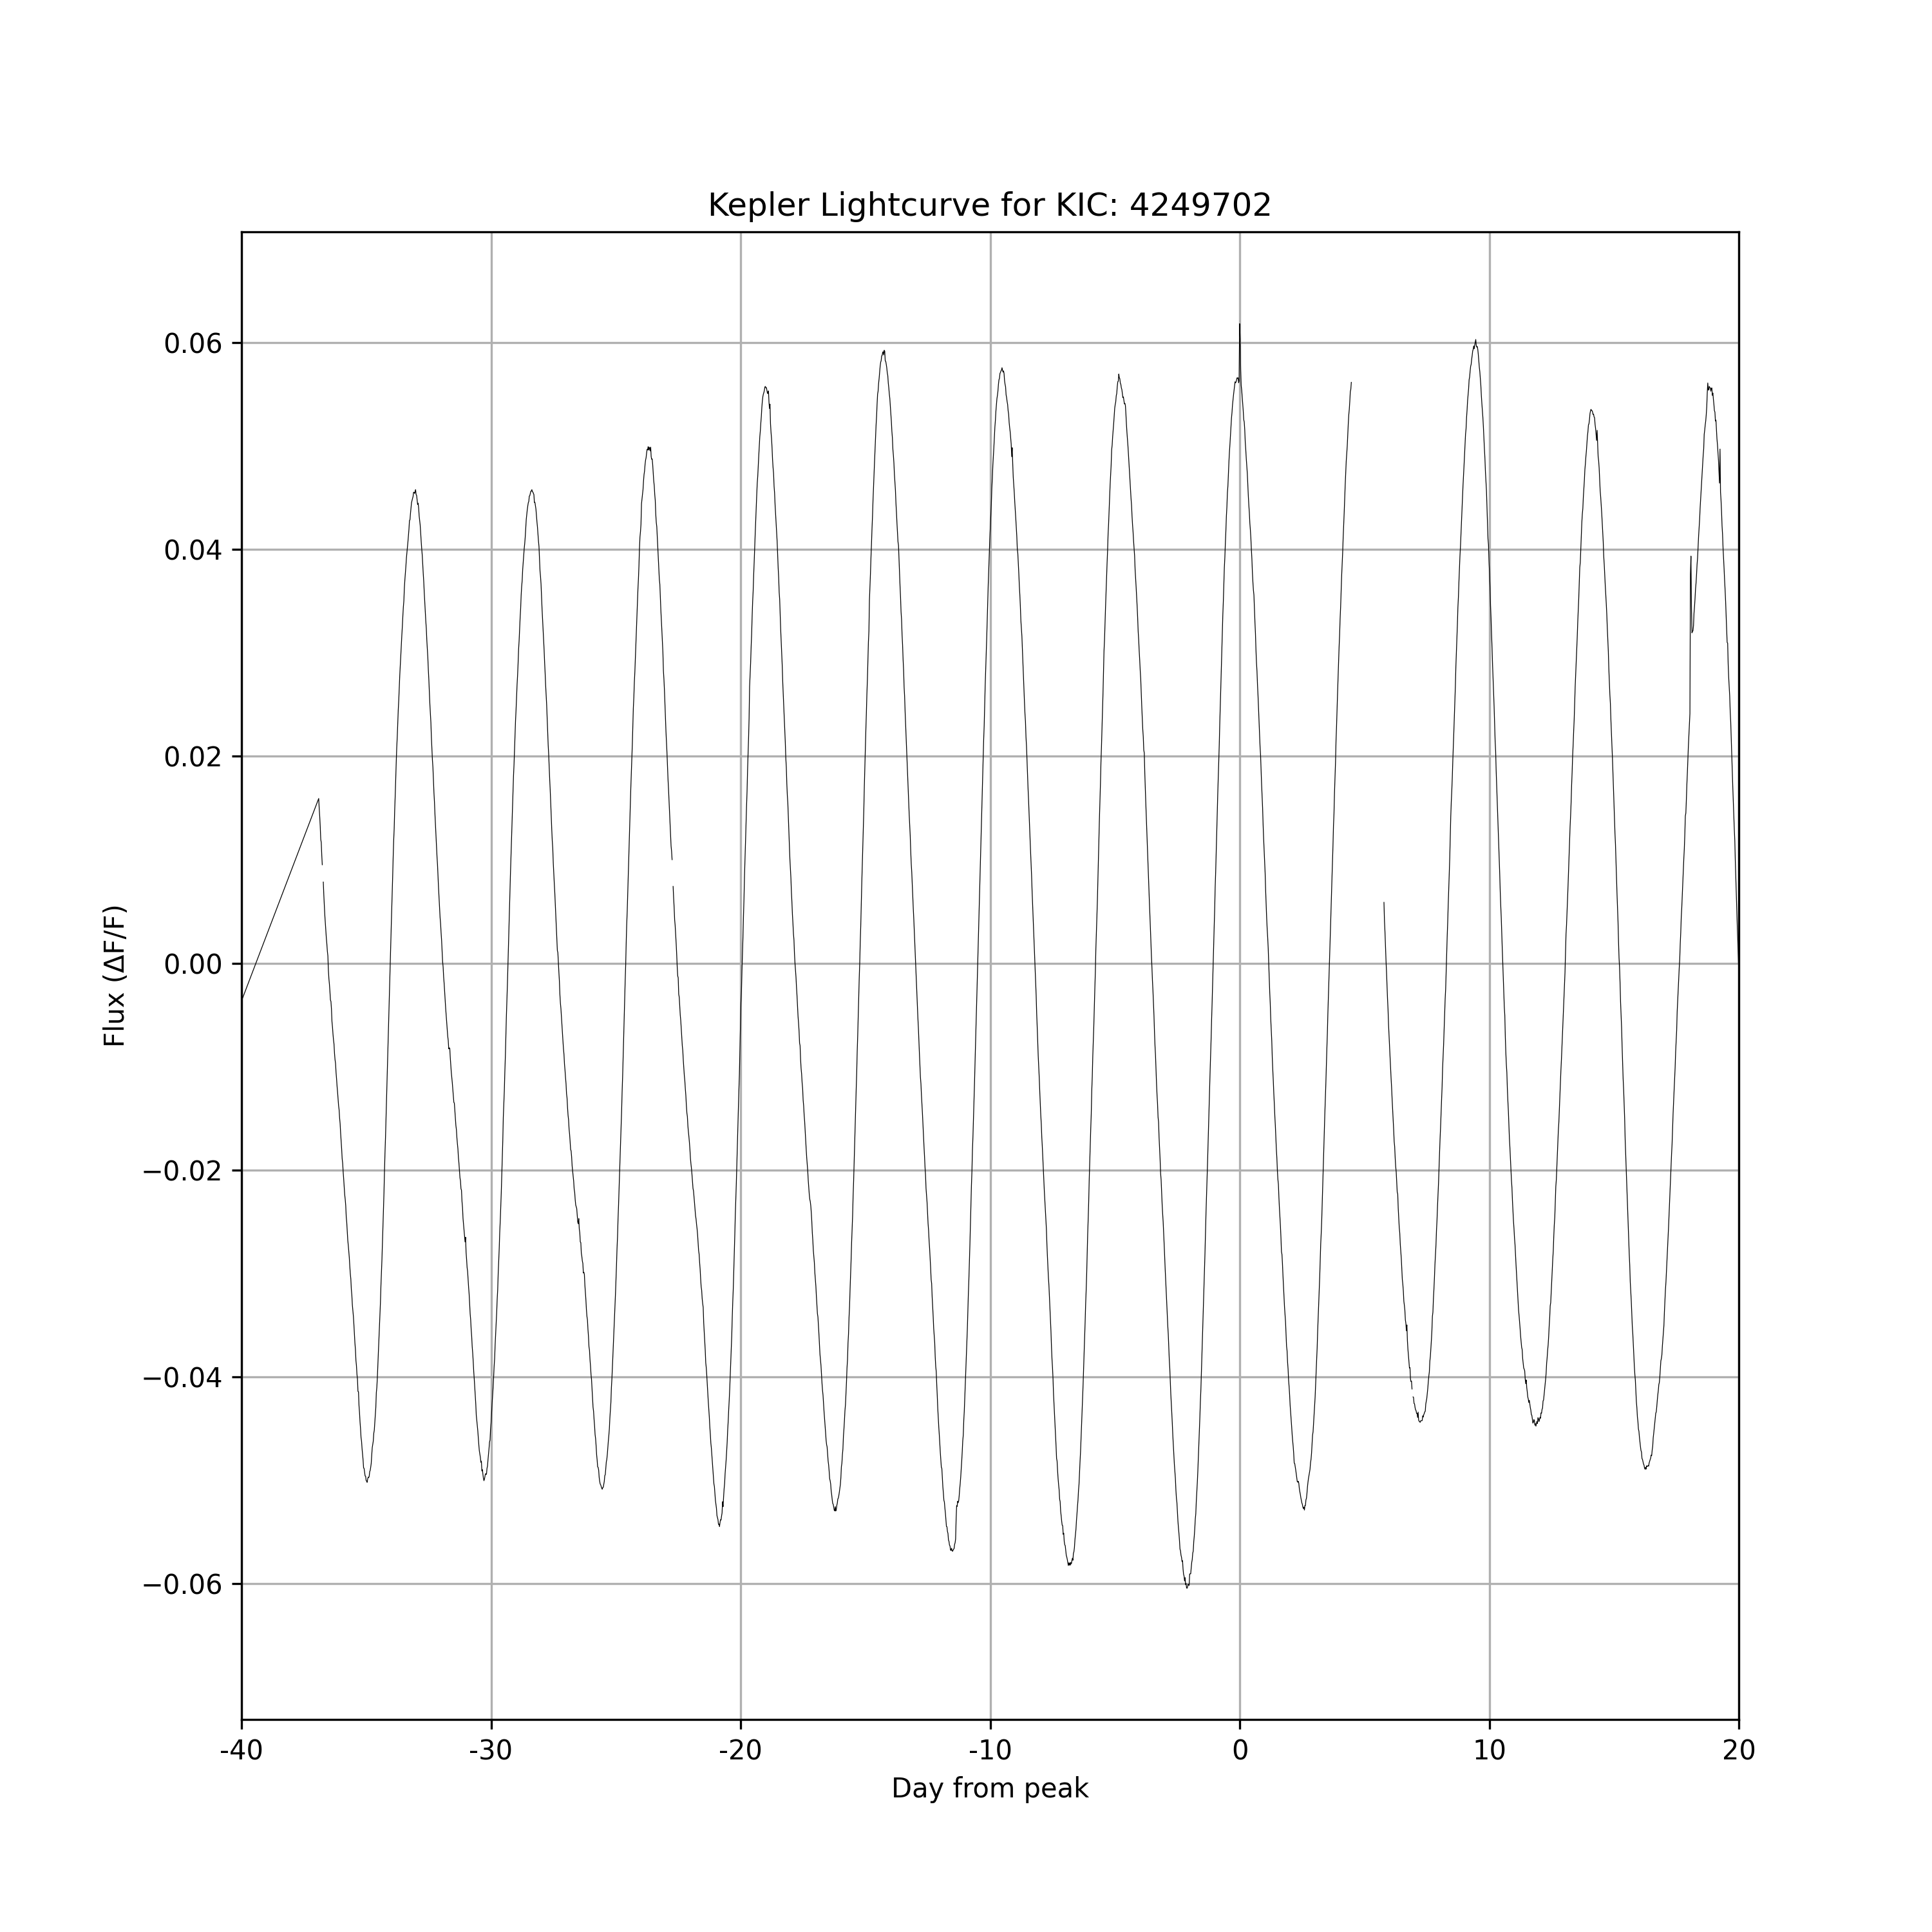 Kepler Lightcurve for KIC: 4249702
0.06
0.04
0.02
0.00
−0.02
−0.04
−0.06
Flux (ΔF/F)
-40 -30 -20 -10 0 10 20
Day from peak